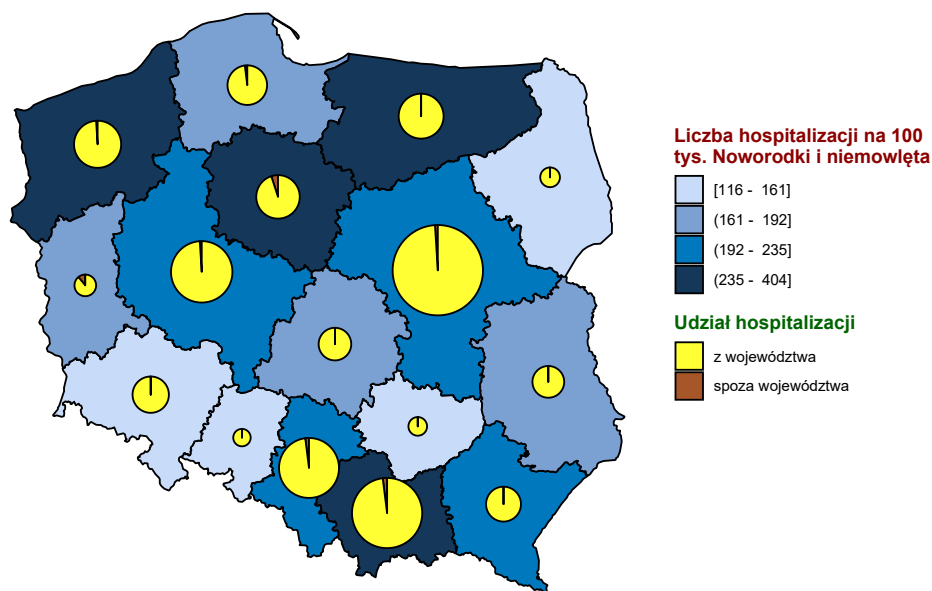 Liczba hospitalizacji na 100
tys. Noworodki i niemowlęta
[116 - 161]
(161 - 192]
(192 - 235]
(235 - 404]
Udział hospitalizacji
z województwa
spoza województwa